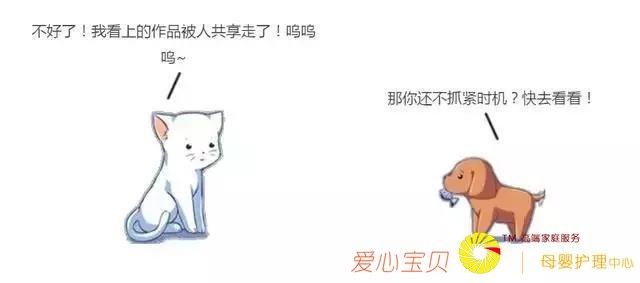 不好了！我看上的作品被人共享走了！呜呜
呜~
那你还不抓紧时机？快去看看！
TM 高端家庭服务
爱心宝贝
母婴护理中心